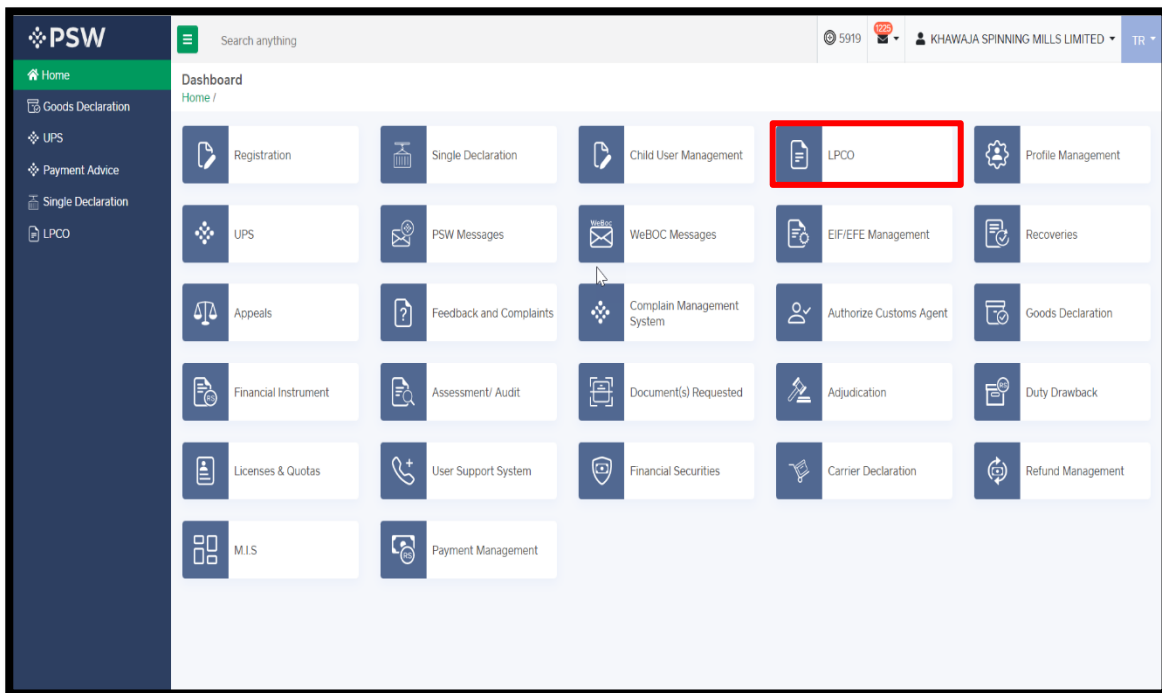 PSW
Search anything
5919
1225
KHAWAJA SPINNING MILLS LIMITED
TR
Home
Goods Declaration
UPS
Payment Advice
Single Declaration
LPCO
Dashboard
Home /
Registration
Single Declaration
Child User Management
LPCO
Profile Management
UPS
PSW Messages
WeBOC
WeBOC Messages
EIF/EFE Management
Recoveries
Appeals
Feedback and Complaints
Complain Management
System
Authorize Customs Agent
Goods Declaration
RS
Financial Instrument
Assessment/ Audit
Document(s) Requested
Adjudication
RS
Duty Drawback
Licenses & Quotas
User Support System
Financial Securities
Carrier Declaration
Refund Management
M.I.S
RS
Payment Management